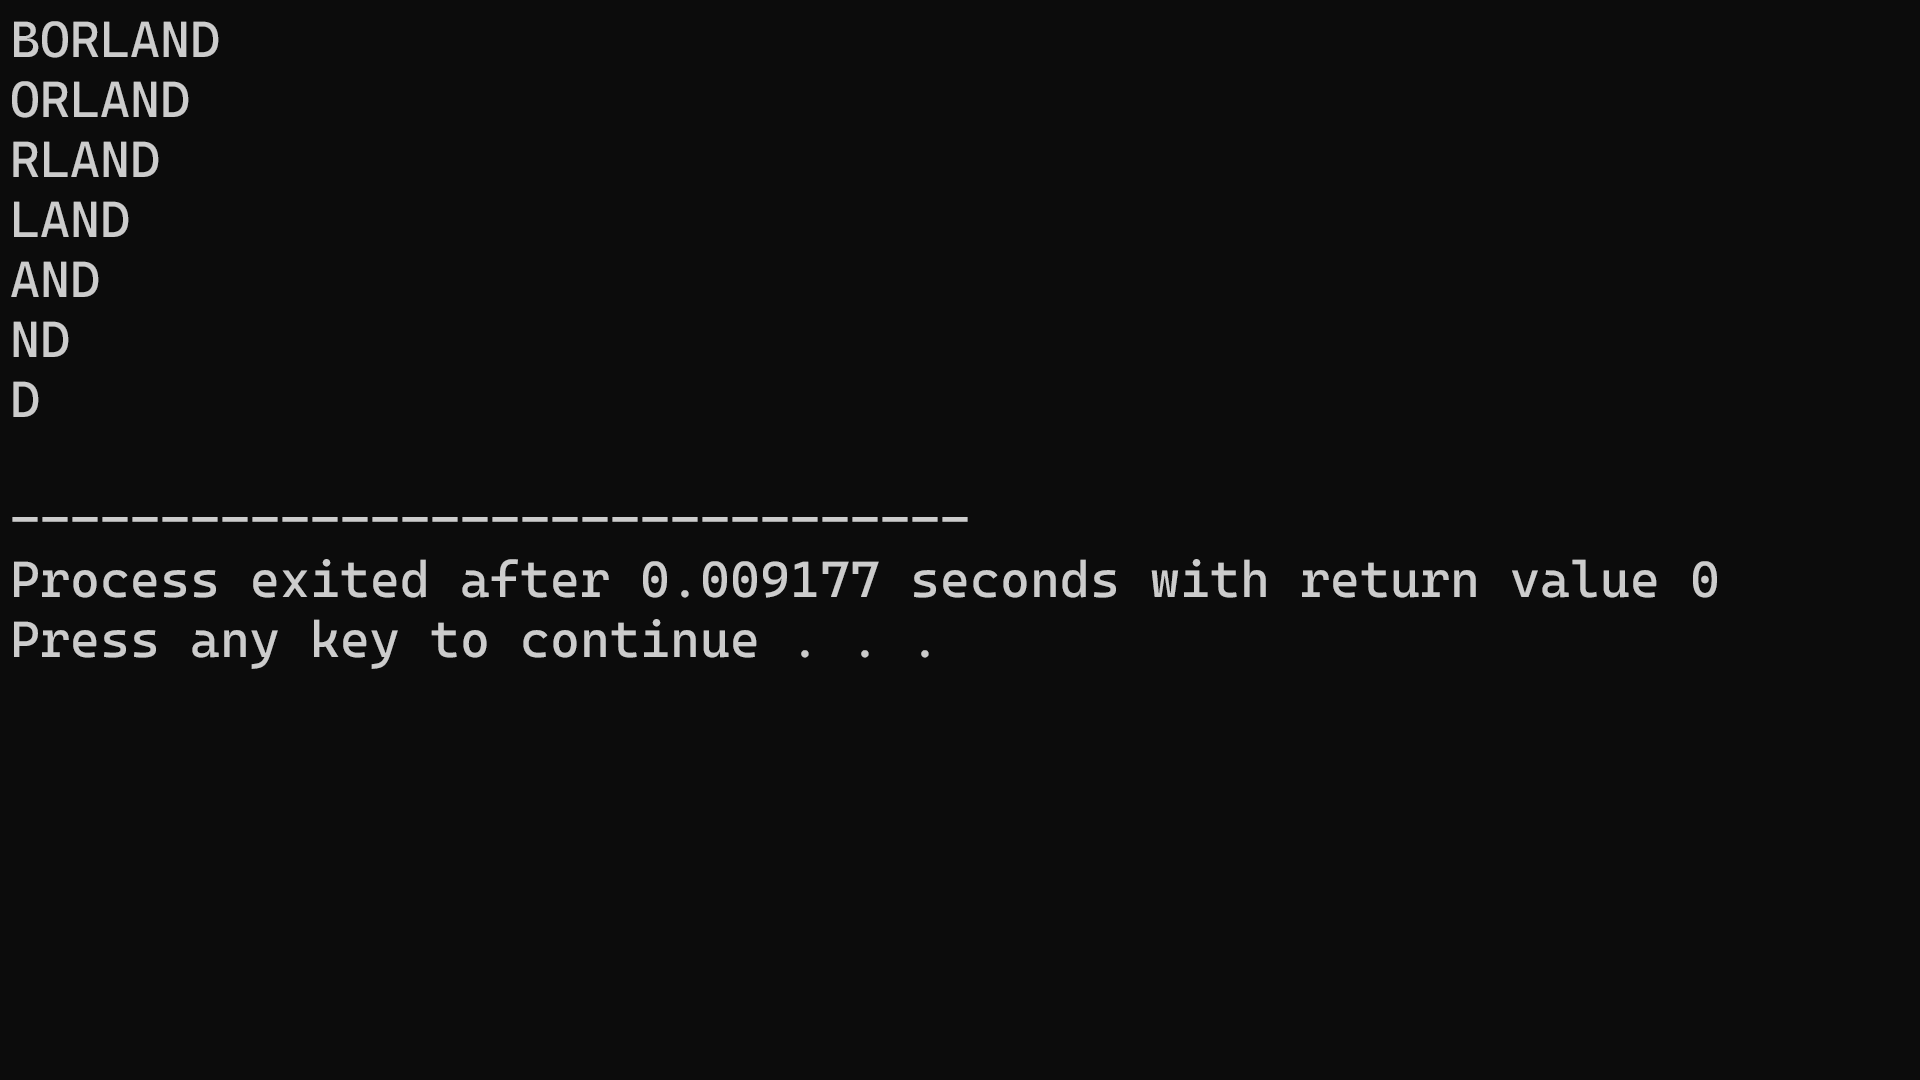 BORLAND
ORLAND
RLAND
LAND
AND
ND
D
--------------------------------
Process exited after 0.009177 seconds with return value 0
Press any key to continue . . .